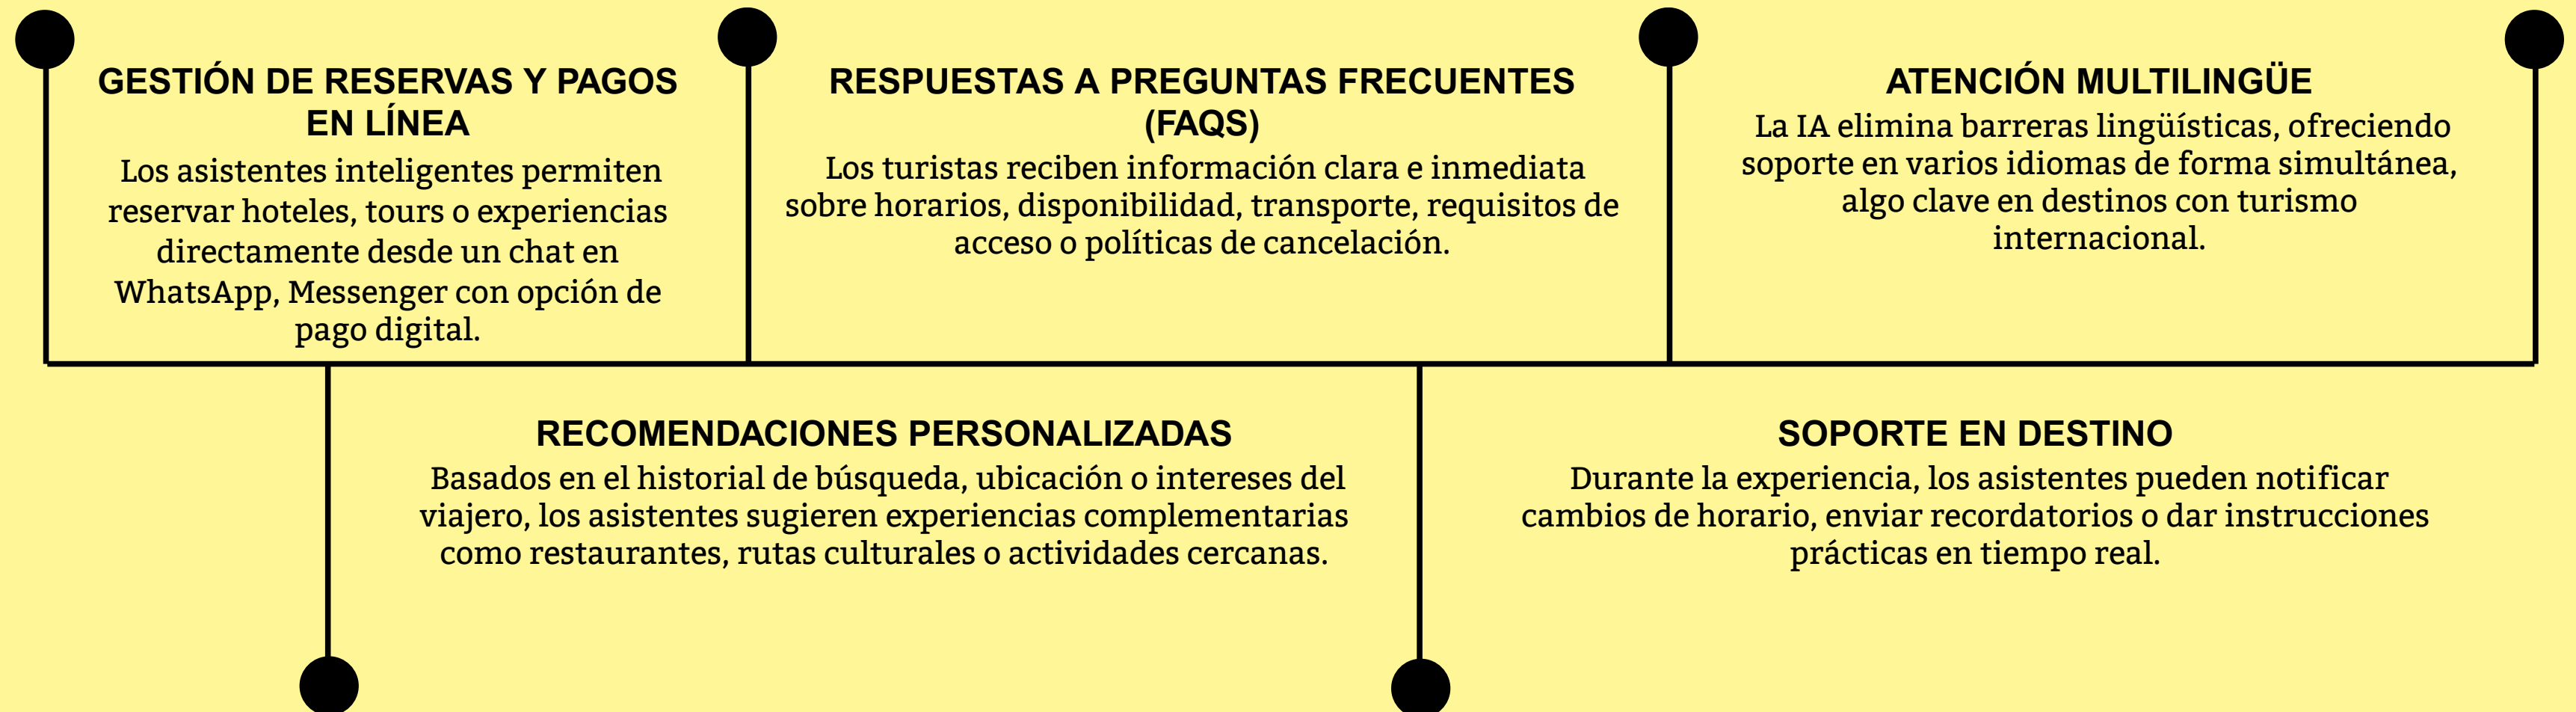 GESTIÓN DE RESERVAS Y PAGOS
EN LÍNEA
Los asistentes inteligentes permiten
reservar hoteles, tours o experiencias
directamente desde un chat en
WhatsApp, Messenger con opción de
pago digital.
RESPUESTAS A PREGUNTAS FRECUENTES
(FAQS)
Los turistas reciben información clara e inmediata
sobre horarios, disponibilidad, transporte, requisitos de
acceso o políticas de cancelación.
ATENCIÓN MULTILINGÜE
La IA elimina barreras lingüísticas, ofreciendo
soporte en varios idiomas de forma simultánea,
algo clave en destinos con turismo
internacional.
RECOMENDACIONES PERSONALIZADAS
Basados en el historial de búsqueda, ubicación o intereses del
viajero, los asistentes sugieren experiencias complementarias
como restaurantes, rutas culturales o actividades cercanas.
SOPORTE EN DESTINO
Durante la experiencia, los asistentes pueden notificar
cambios de horario, enviar recordatorios o dar instrucciones
prácticas en tiempo real.